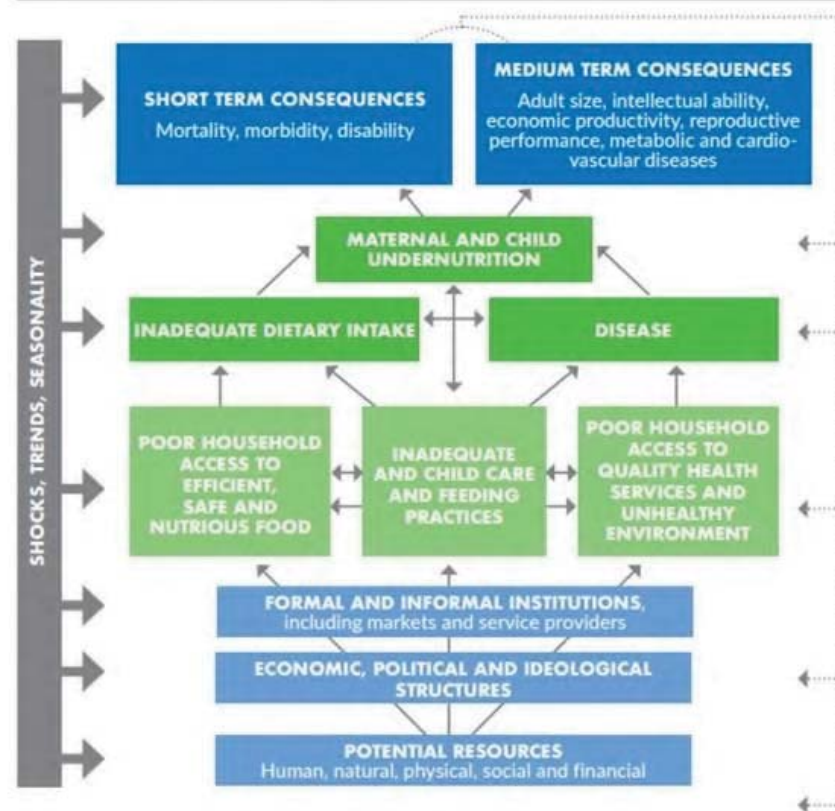 SHOCKS, TRENDS, SEASONALITY
SHORT TERM CONSEQUENCES
Mortality, morbidity, disability
MEDIUM TERM CONSEQUENCES
Adult size, intellectual ability,
economic productivity, reproductive
performance, metabolic and cardio-
vascular diseases
MATERNAL AND CHILD
UNDERNUTRITION
INADEQUATE DIETARY INTAKE
DISEASE
POOR HOUSEHOLD
ACCESS TO
EFFICIENT,
SAFE AND
NUTRITIOUS FOOD
INADEQUATE
AND CHILD CARE
AND FEEDING
PRACTICES
POOR HOUSEHOLD
ACCESS TO
QUALITY HEALTH
SERVICES AND
UNHEALTHY
ENVIRONMENT
FORMAL AND INFORMAL INSTITUTIONS,
including markets and service providers
ECONOMIC, POLITICAL AND IDEOLOGICAL
STRUCTURES
POTENTIAL RESOURCES
Human, natural, physical, social and financial